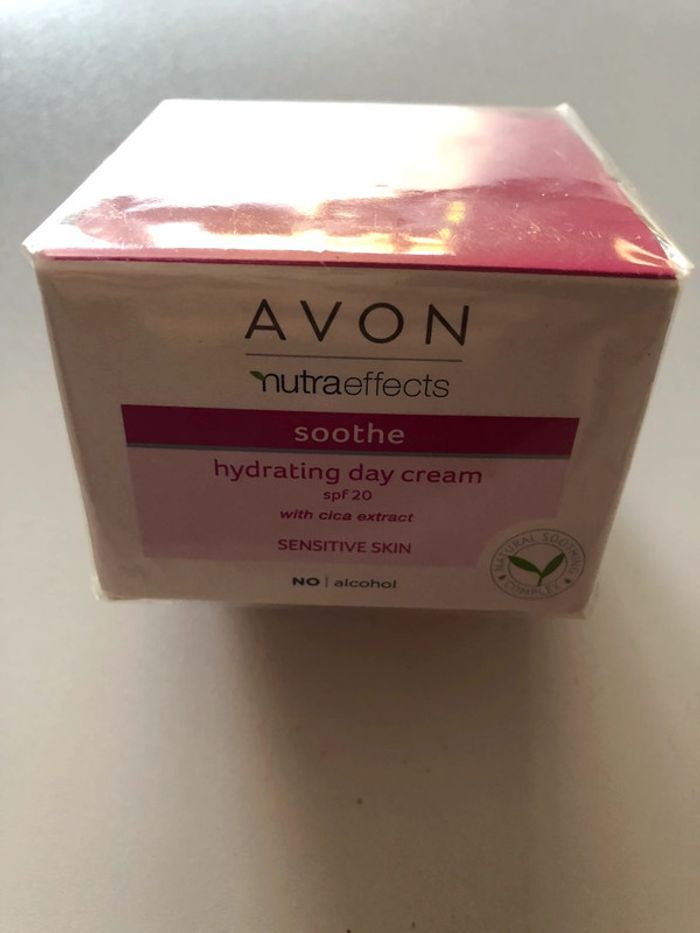 AVON
nutraeffects
soothe
hydrating day cream
spf 20
with cica extract
SENSITIVE SKIN
NO | alcohol
NATURAL SOOTHING
COMPLEX